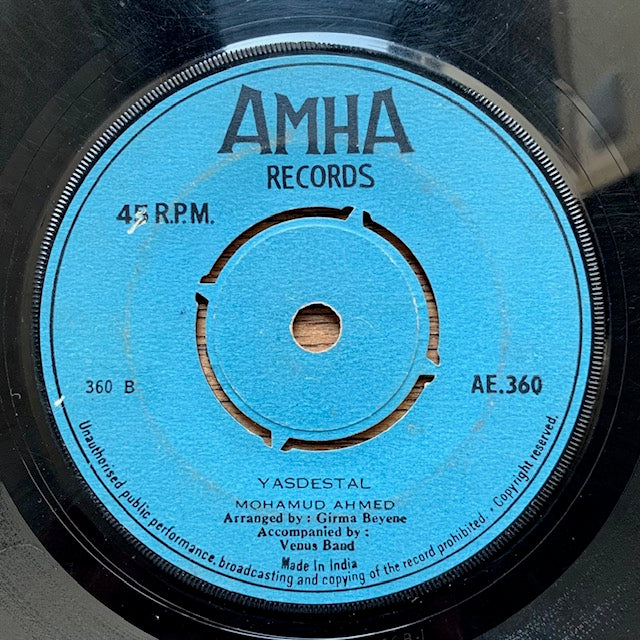 AMHA
RECORDS
45 R.P.M.
360 B
AE.360
YASDESTAL
MOHAMUD AHMED
Arranged by : Girma Beyene
Accompanied by :
Venus Band
Made In India
Unauthorised public performance, broadcasting and copying of the record prohibited. · Copyright reserved.